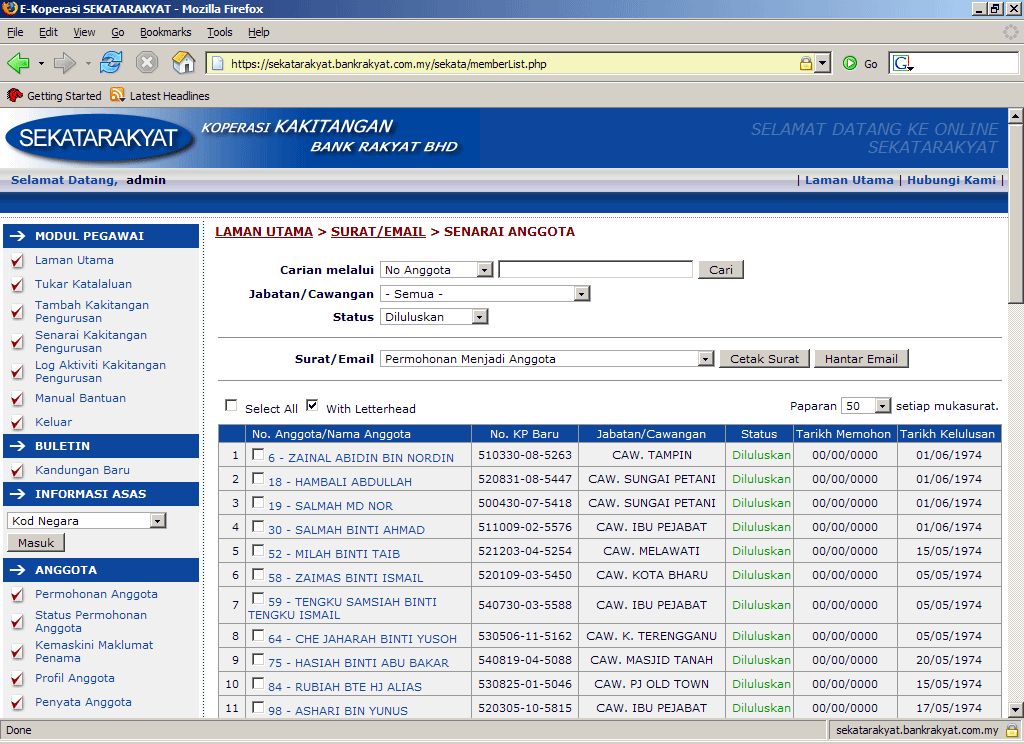 E-Koperasi SEKATARAKYAT - Mozilla Firefox
File Edit View Go Bookmarks Tools Help
https://sekatarakyat.bankrakyat.com.my/sekata/memberList.php Go G
Getting Started Latest Headlines
SEKATARAKYAT
KOPERASI KAKITANGAN
BANK RAKYAT BHD
SELAMAT DATANG KE ONLINE
SEKATARAKYAT
Selamat Datang, admin
| Laman Utama | Hubungi Kami |
MODUL PEGAWAI
Laman Utama
Tukar Katalaluan
Tambah Kakitangan
Pengurusan
Senarai Kakitangan
Pengurusan
Log Aktiviti Kakitangan
Pengurusan
Manual Bantuan
Keluar
BULETIN
Kandungan Baru
INFORMASI ASAS
Kod Negara
Masuk
ANGGOTA
Permohonan Anggota
Status Permohonan
Anggota
Kemaskini Maklumat
Penama
Profil Anggota
Penyata Anggota
LAMAN UTAMA > SURAT/EMAIL > SENARAI ANGGOTA
Carian melalui No Anggota Cari
Jabatan/Cawangan - Semua -
Status Diluluskan
Surat/Email Permohonan Menjadi Anggota Cetak Surat Hantar Email
Select All With Letterhead Paparan 50 setiap mukasurat.
No. Anggota/Nama Anggota No. KP Baru Jabatan/Cawangan Status Tarikh Memohon Tarikh Kelulusan
1 6 - ZAINAL ABIDIN BIN NORDIN 510330-08-5263 CAW. TAMPIN Diluluskan 00/00/0000 01/06/1974
2 18 - HAMBALI ABDULLAH 520831-08-5447 CAW. SUNGAI PETANI Diluluskan 00/00/0000 01/06/1974
3 19 - SALMAH MD NOR 500430-07-5418 CAW. SUNGAI PETANI Diluluskan 00/00/0000 01/06/1974
4 30 - SALMAH BINTI AHMAD 511009-02-5576 CAW. IBU PEJABAT Diluluskan 00/00/0000 01/06/1974
5 52 - MILAH BINTI TAIB 521203-04-5254 CAW. MELAWATI Diluluskan 00/00/0000 15/05/1974
6 58 - ZAIMAS BINTI ISMAIL 520109-03-5450 CAW. KOTA BHARU Diluluskan 00/00/0000 05/05/1974
7 59 - TENGKU SAMSIAH BINTI
TENGKU ISMAIL 540730-03-5588 CAW. IBU PEJABAT Diluluskan 00/00/0000 05/05/1974
8 64 - CHE JAHARAH BINTI YUSOH 530506-11-5162 CAW. K. TERENGGANU Diluluskan 00/00/0000 05/05/1974
9 75 - HASIAH BINTI ABU BAKAR 540819-04-5088 CAW. MASJID TANAH Diluluskan 00/00/0000 20/05/1974
10 84 - RUBIAH BTE HJ ALIAS 530825-01-5046 CAW. PJ OLD TOWN Diluluskan 00/00/0000 15/05/1974
11 98 - ASHARI BIN YUNUS 520305-10-5815 CAW. IBU PEJABAT Diluluskan 00/00/0000 17/05/1974
Done sekatarakyat.bankrakyat.com.my